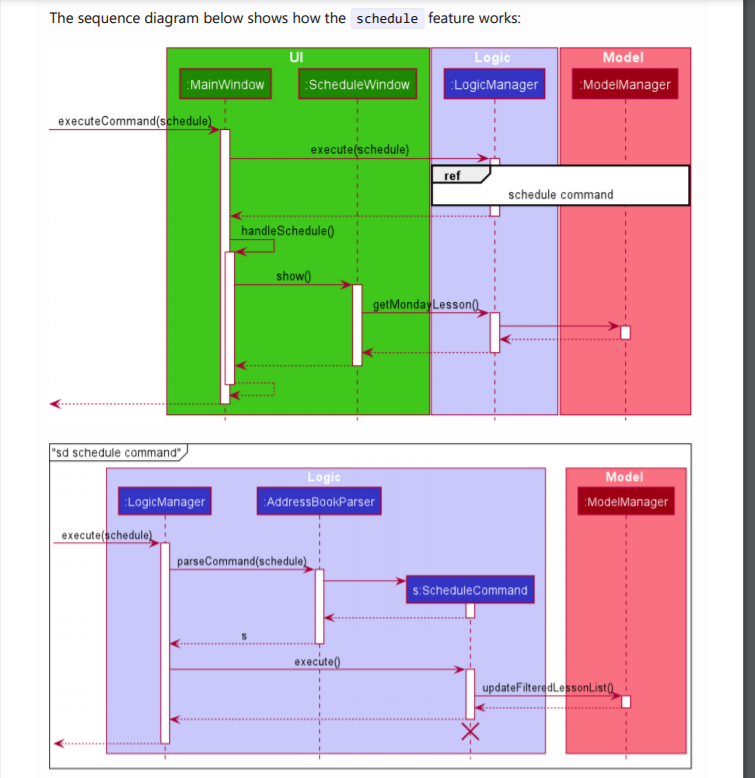 The sequence diagram below shows how the schedule feature works:
UI
Logic
Model
:MainWindow
:ScheduleWindow
:LogicManager
:ModelManager
executeCommand(schedule)
execute(schedule)
ref
schedule command
handleSchedule()
show()
getMondayLesson()
"sd schedule command"
Logic
Model
:LogicManager
:AddressBookParser
:ModelManager
execute(schedule)
parseCommand(schedule)
s:ScheduleCommand
s
execute()
updateFilteredLessonList()